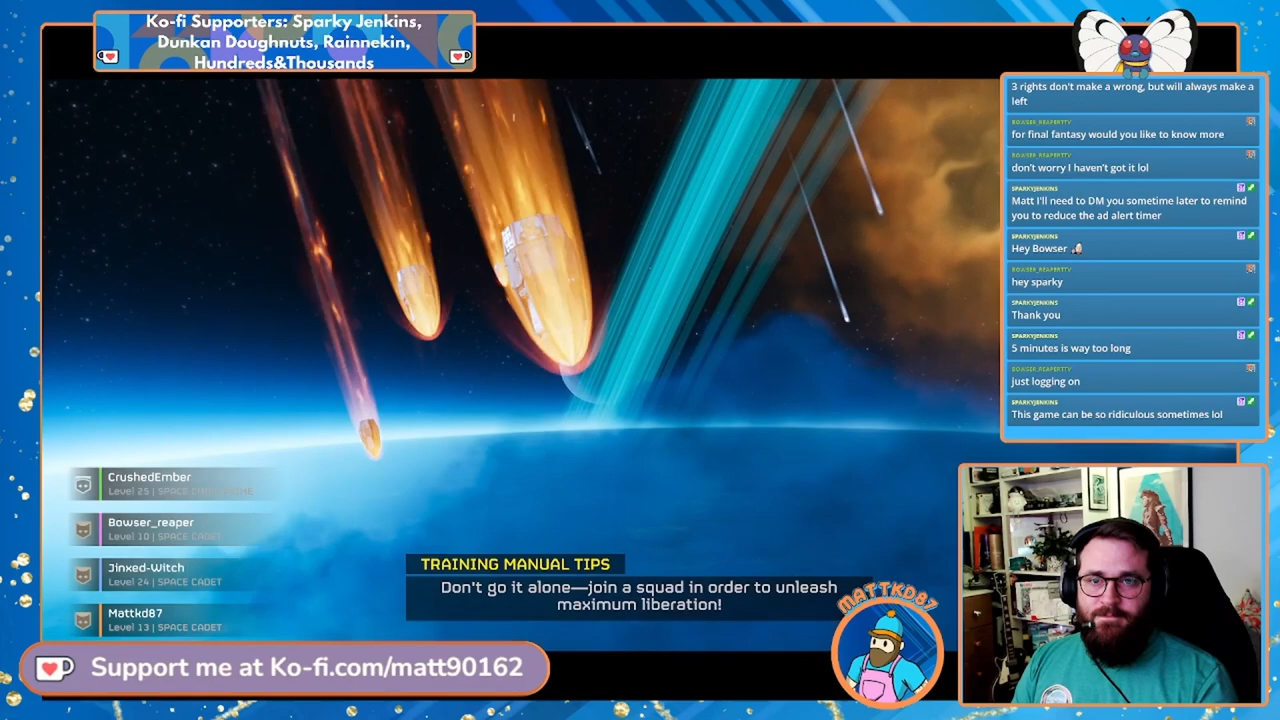 Ko-fi Supporters: Sparky Jenkins,
Dunkan Doughnuts, Rainnekin,
Hundreds&Thousands
3 rights don't make a wrong, but will always make a
left
BOWSER_REAPERTTV
for final fantasy would you like to know more
BOWSER_REAPERTTV
don't worry I haven't got it lol
SPARKYJENKINS
Matt I'll need to DM you sometime later to remind
you to reduce the ad alert timer
SPARKYJENKINS
Hey Bowser
BOWSER_REAPERTTV
hey sparky
SPARKYJENKINS
Thank you
SPARKYJENKINS
5 minutes is way too long
BOWSER_REAPERTTV
just logging on
SPARKYJENKINS
This game can be so ridiculous sometimes lol
CrushedEmber
Level 25 | SPACE
Bowser_reaper
Level 10 | SPACE CADET
Jinxed-Witch
Level 24 | SPACE CADET
Mattkd87
Level 13 | SPACE CADET
TRAINING MANUAL TIPS
Don't go it alone—join a squad in order to unleash
maximum liberation!
MATTKD87
Support me at Ko-fi.com/matt90162